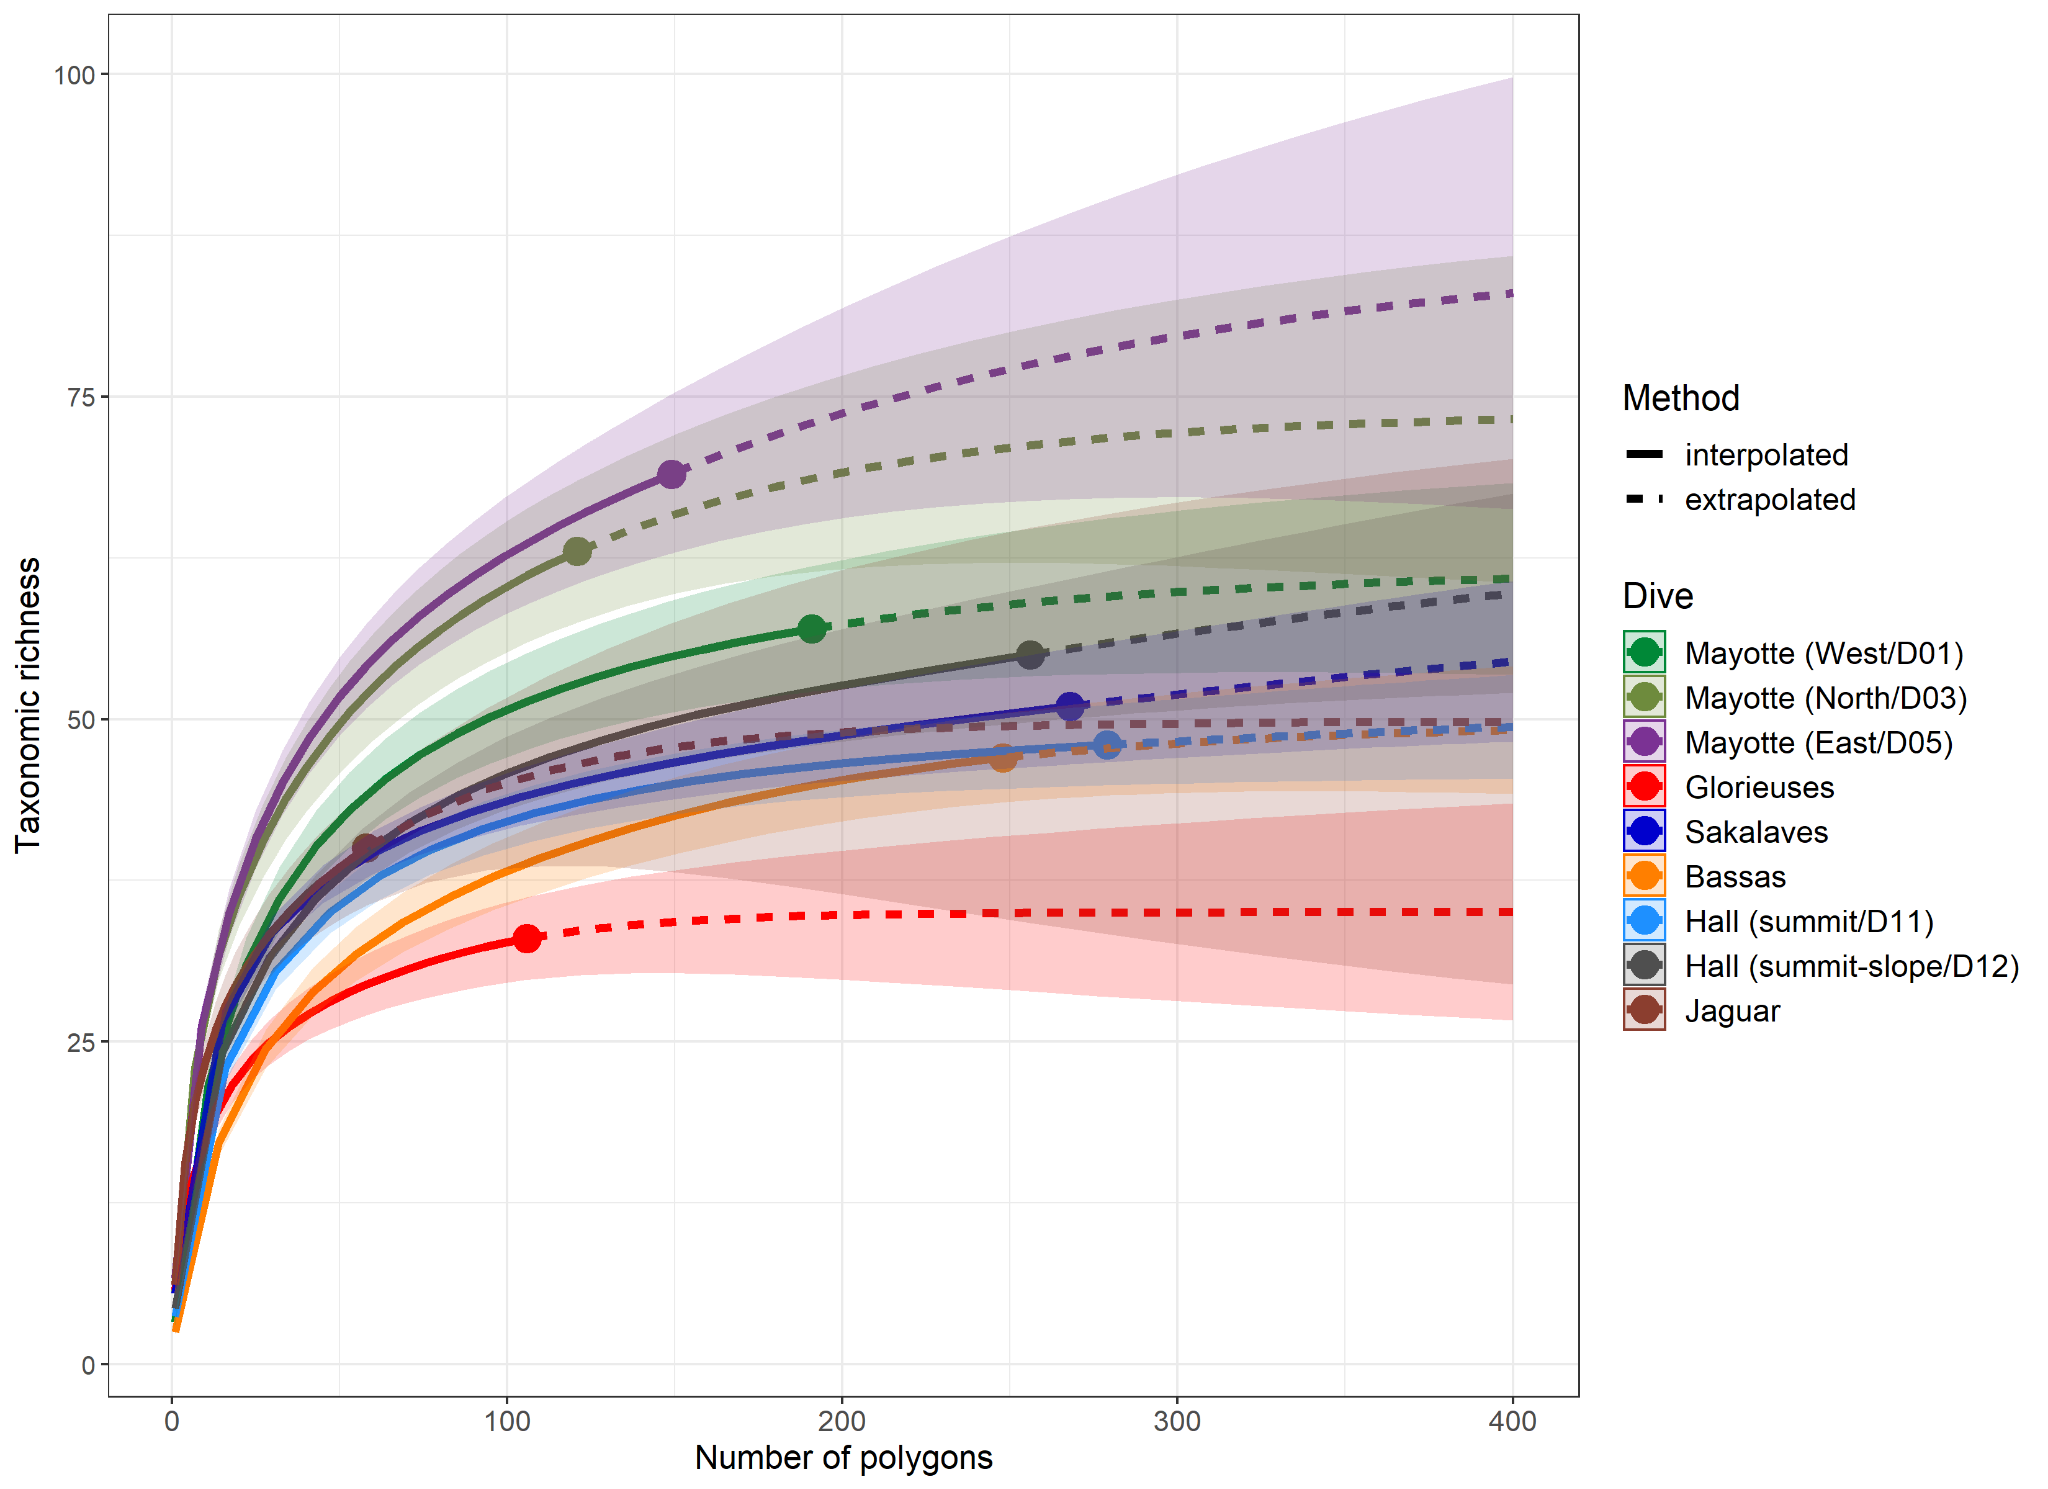 100
75
50
25
0
Taxonomic richness
0 100 200 300 400
Number of polygons
Method
interpolated
extrapolated
Dive
Mayotte (West/D01)
Mayotte (North/D03)
Mayotte (East/D05)
Glorieuses
Sakalaves
Bassas
Hall (summit/D11)
Hall (summit-slope/D12)
Jaguar